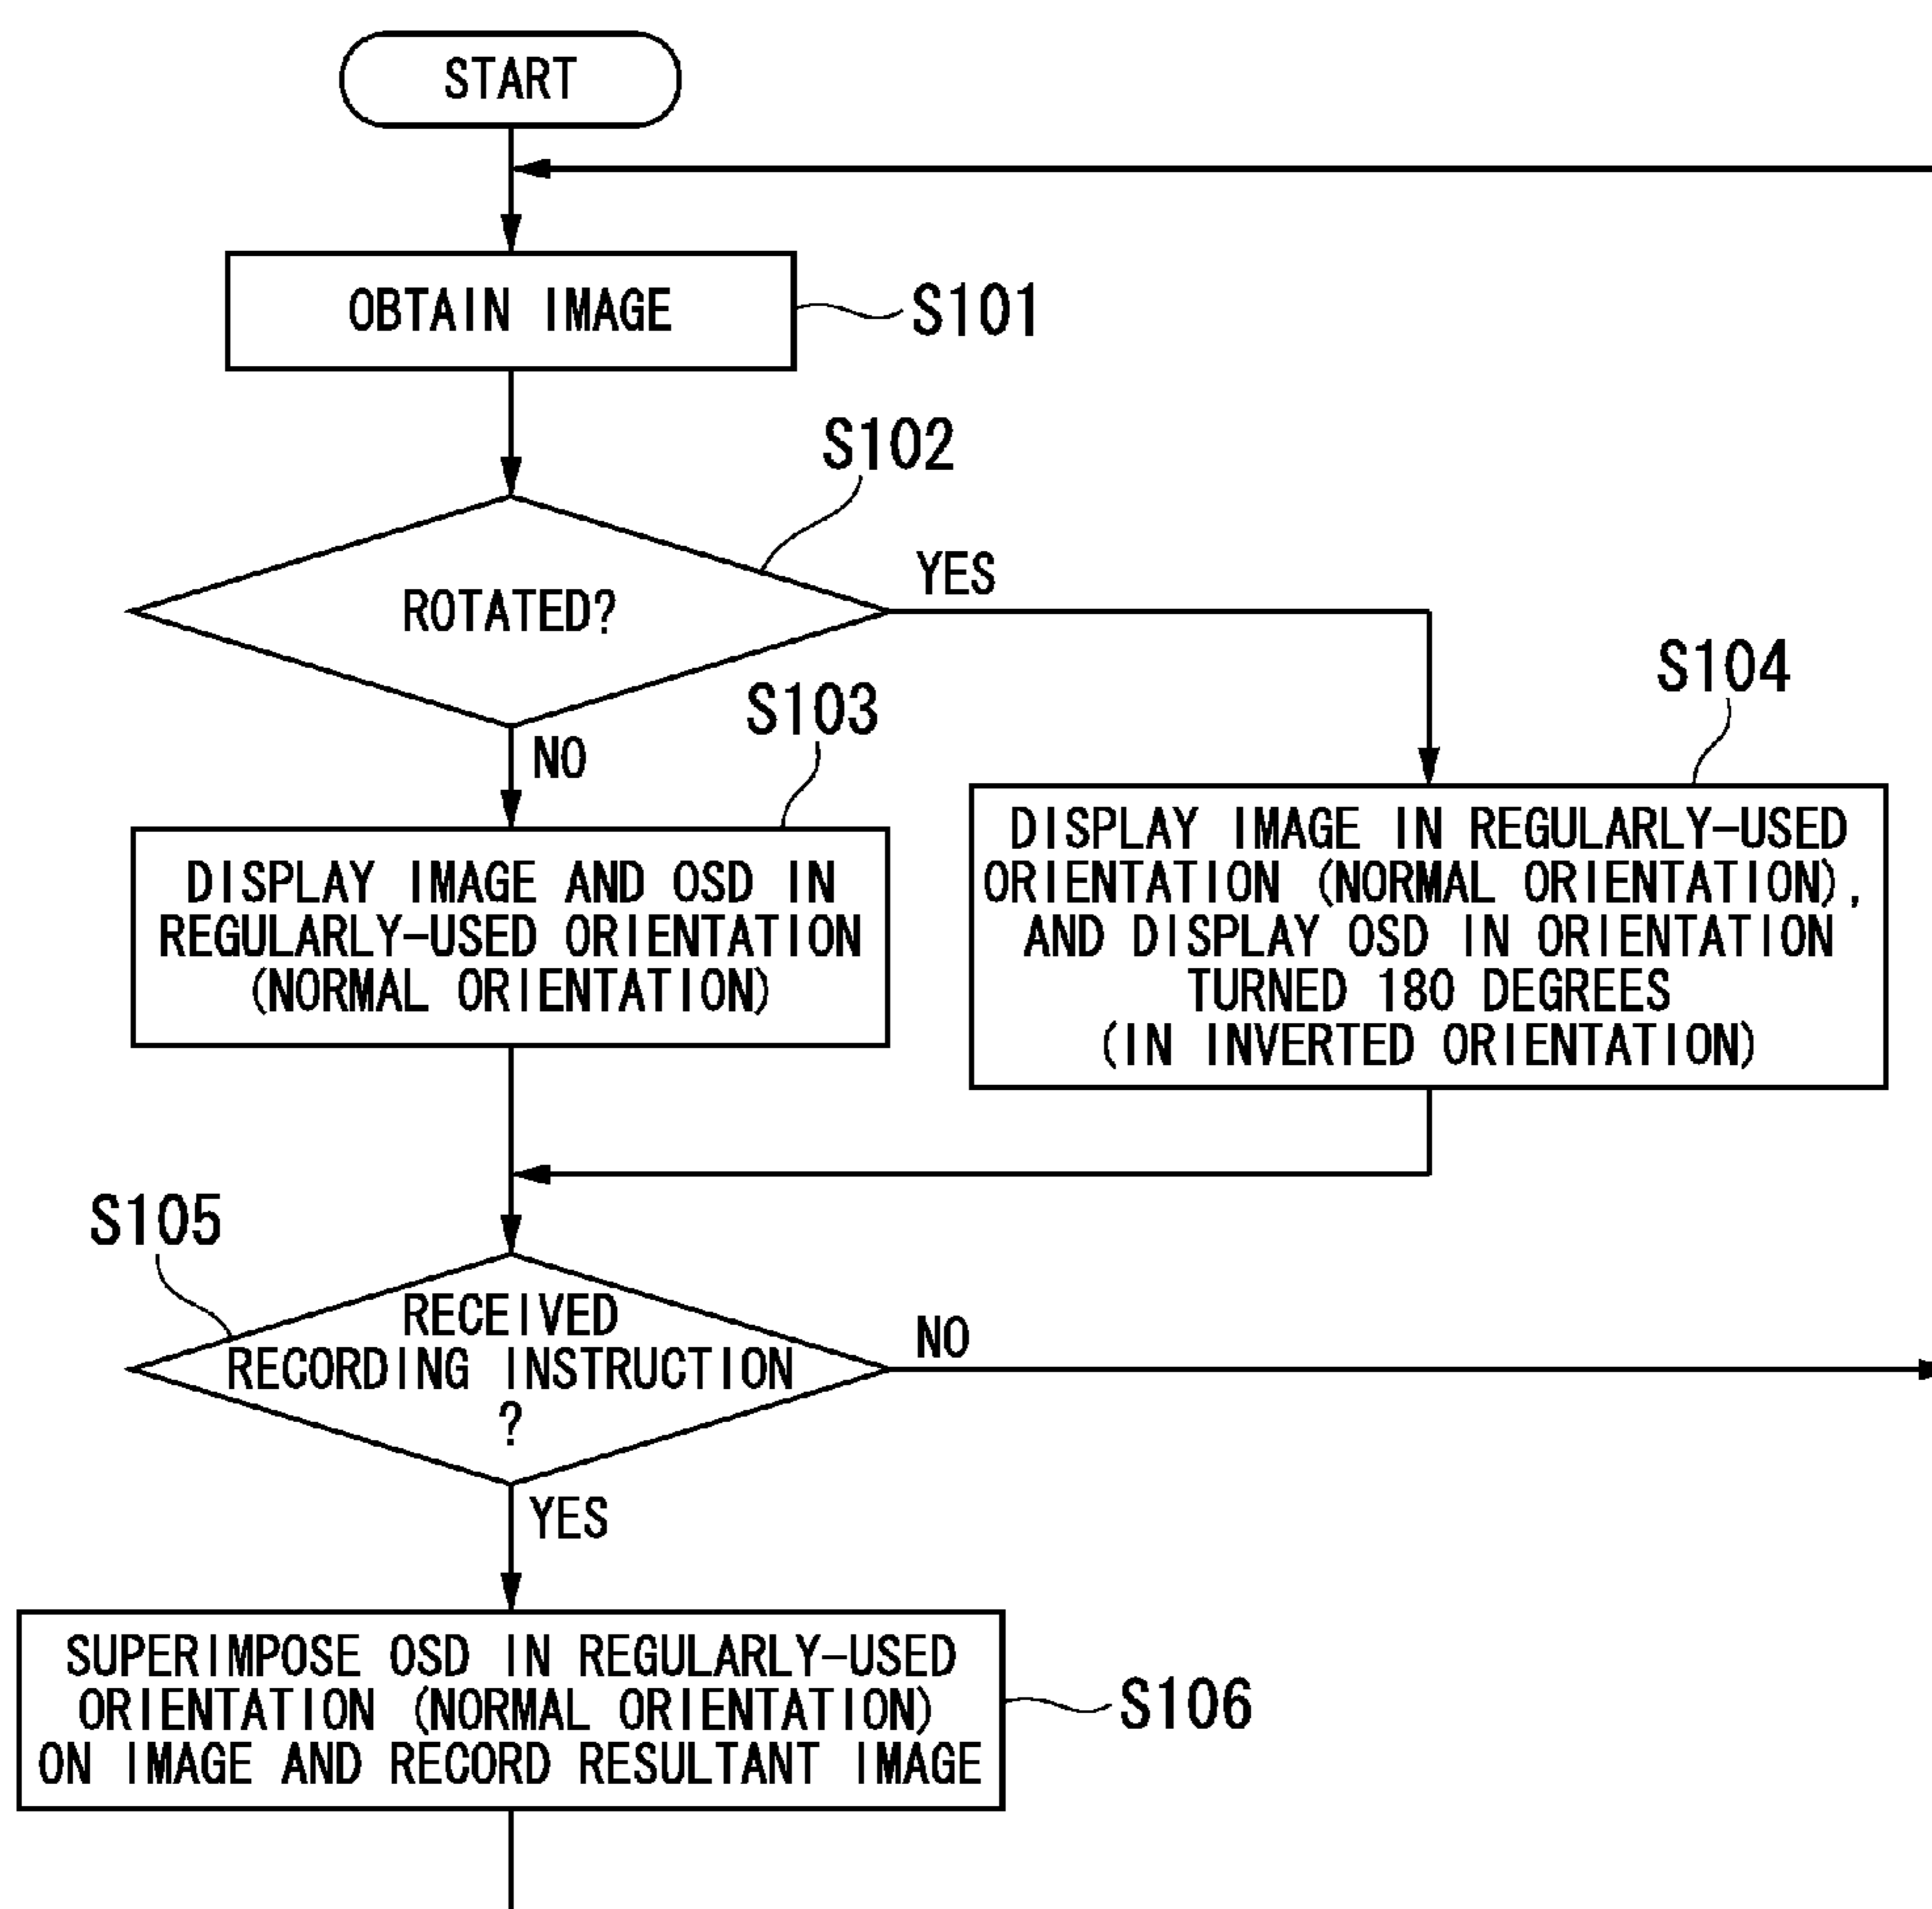 START
OBTAIN IMAGE
S101
S102
ROTATED?
YES
NO
S103
DISPLAY IMAGE AND OSD IN
REGULARLY-USED ORIENTATION
(NORMAL ORIENTATION)
S104
DISPLAY IMAGE IN REGULARLY-USED
ORIENTATION (NORMAL ORIENTATION),
AND DISPLAY OSD IN ORIENTATION
TURNED 180 DEGREES
(IN INVERTED ORIENTATION)
S105
RECEIVED
RECORDING INSTRUCTION
?
NO
YES
SUPERIMPOSE OSD IN REGULARLY-USED
ORIENTATION (NORMAL ORIENTATION)
ON IMAGE AND RECORD RESULTANT IMAGE
S106